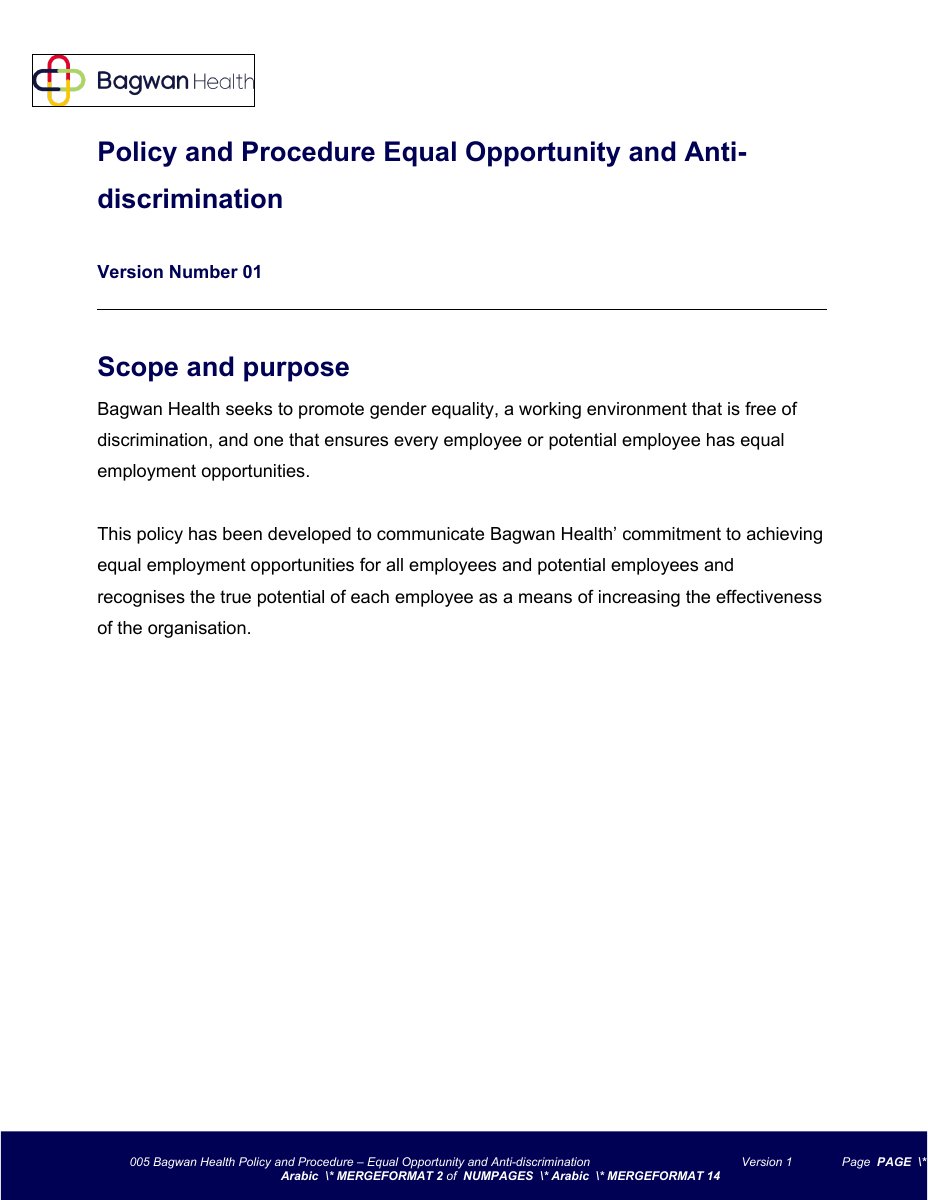 Bagwan Health
Policy and Procedure Equal Opportunity and Anti-
discrimination
Version Number 01
Scope and purpose
Bagwan Health seeks to promote gender equality, a working environment that is free of
discrimination, and one that ensures every employee or potential employee has equal
employment opportunities.
This policy has been developed to communicate Bagwan Health’ commitment to achieving
equal employment opportunities for all employees and potential employees and
recognises the true potential of each employee as a means of increasing the effectiveness
of the organisation.
005 Bagwan Health Policy and Procedure – Equal Opportunity and Anti-discrimination Version 1 Page PAGE \*
Arabic \* MERGEFORMAT 2 of NUMPAGES \* Arabic \* MERGEFORMAT 14